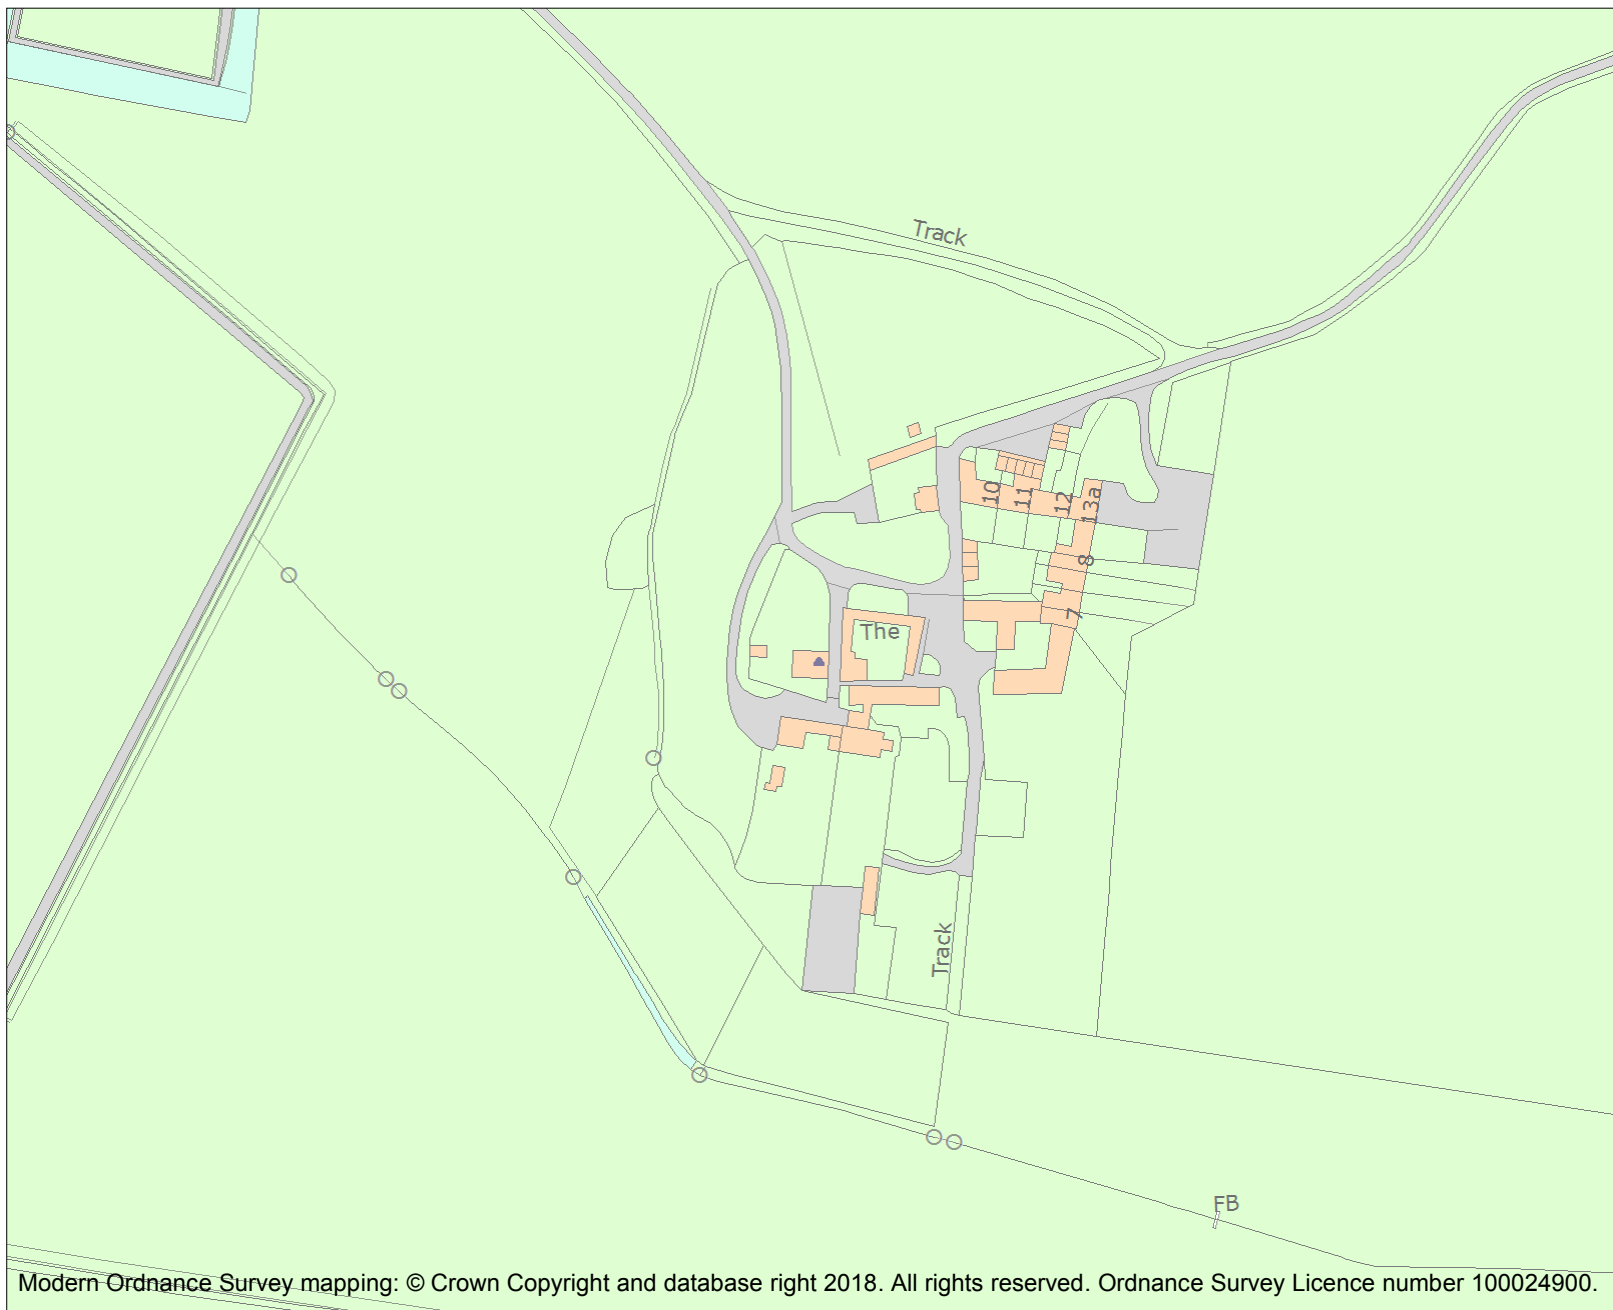 Track
10
11
12
13a
8
7
The
Track
FB
Modern Ordnance Survey mapping: © Crown Copyright and database right 2018. All rights reserved. Ordnance Survey Licence number 100024900.